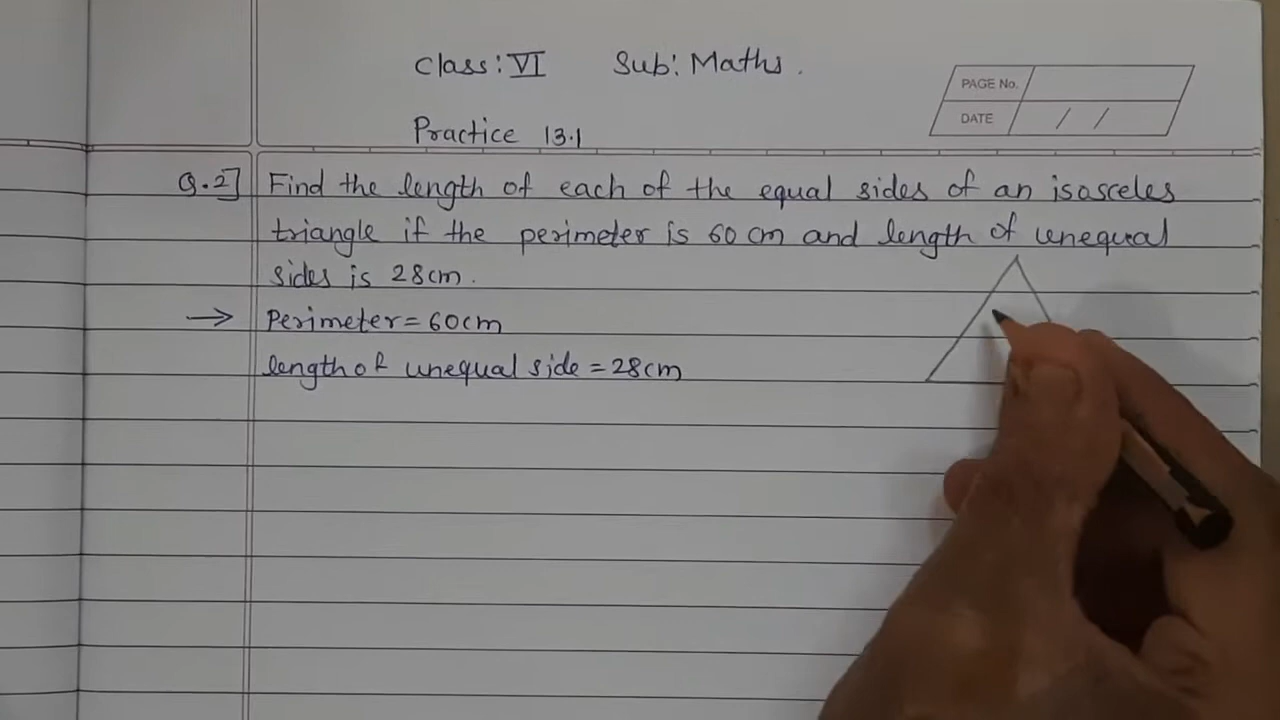 Class: VI Sub: Maths.
PAGE No.
DATE / /
Practice 13.1
Q.2] Find the length of each of the equal sides of an isosceles
triangle if the perimeter is 60 cm and length of unequal
sides is 28cm.
→ Perimeter = 60cm
length of unequal side = 28cm